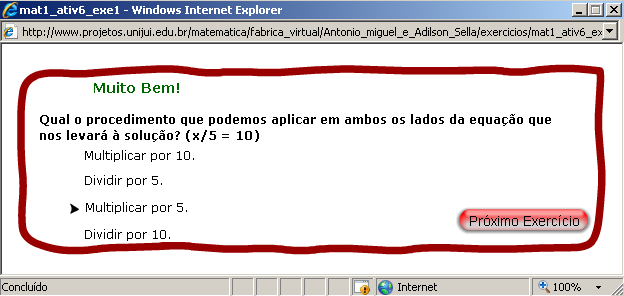 mat1_ativ6_exe1 - Windows Internet Explorer
http://www.projetos.unijui.edu.br/matematica/fabrica_virtual/Antonio_miguel_e_Adilson_Sella/exercicios/mat1_ativ6_ex
Muito Bem!
Qual o procedimento que podemos aplicar em ambos os lados da equação que
nos levará à solução? (x/5 = 10)
Multiplicar por 10.
Dividir por 5.
Multiplicar por 5.
Dividir por 10.
Próximo Exercício
Concluído
Internet
100%